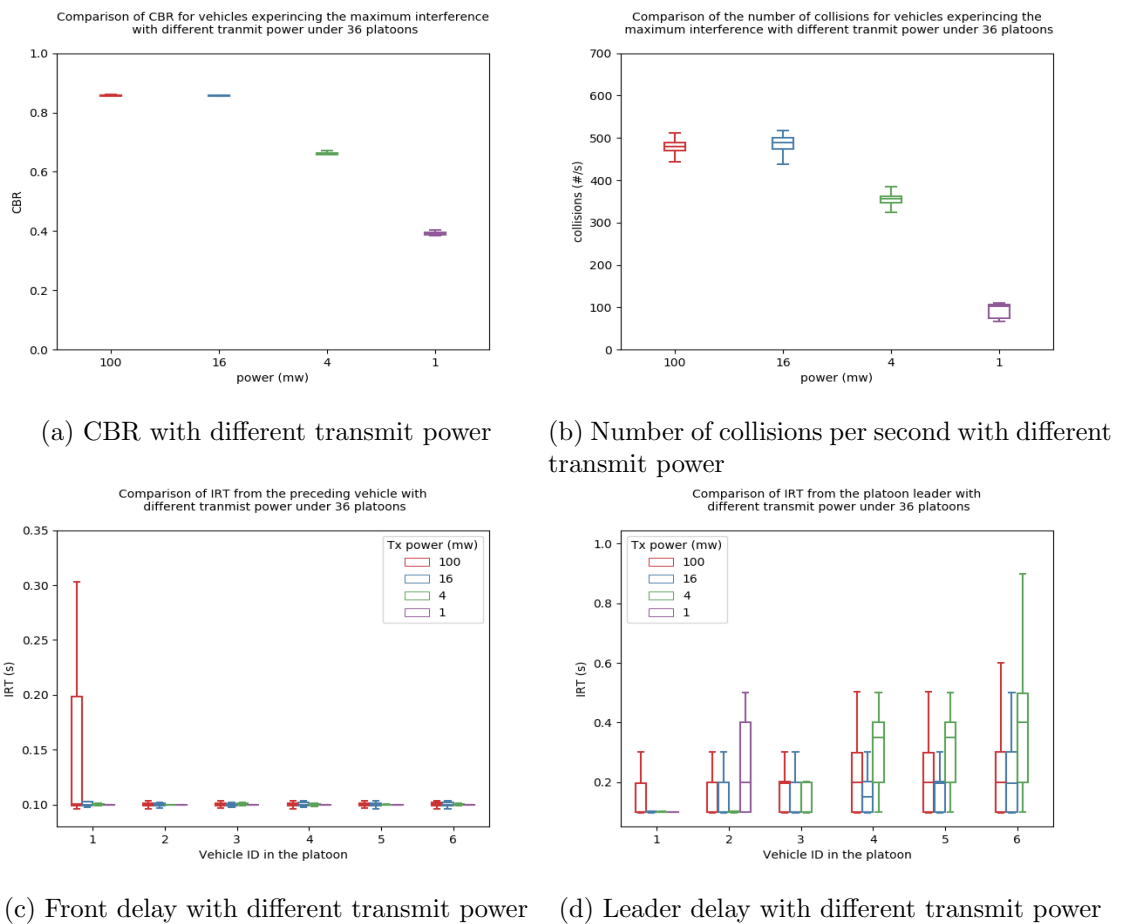 Comparison of CBR for vehicles experincing the maximum interference
with different tranmit power under 36 platoons
1.0
0.8
0.6
0.4
0.2
0.0
CBR
100 16 4 1
power (mw)
(a) CBR with different transmit power
Comparison of the number of collisions for vehicles experincing the
maximum interference with different tranmit power under 36 platoons
700
600
500
400
300
200
100
0
collisions (#/s)
100 16 4 1
power (mw)
(b) Number of collisions per second with different
transmit power
Comparison of IRT from the preceding vehicle with
different tranmist power under 36 platoons
0.35
0.30
0.25
0.20
0.15
0.10
IRT (s)
Tx power (mw)
100
16
4
1
1 2 3 4 5 6
Vehicle ID in the platoon
(c) Front delay with different transmit power
Comparison of IRT from the platoon leader with
different transmit power under 36 platoons
1.0
0.8
0.6
0.4
0.2
IRT (s)
Tx power (mw)
100
16
4
1
1 2 3 4 5 6
Vehicle ID in the platoon
(d) Leader delay with different transmit power